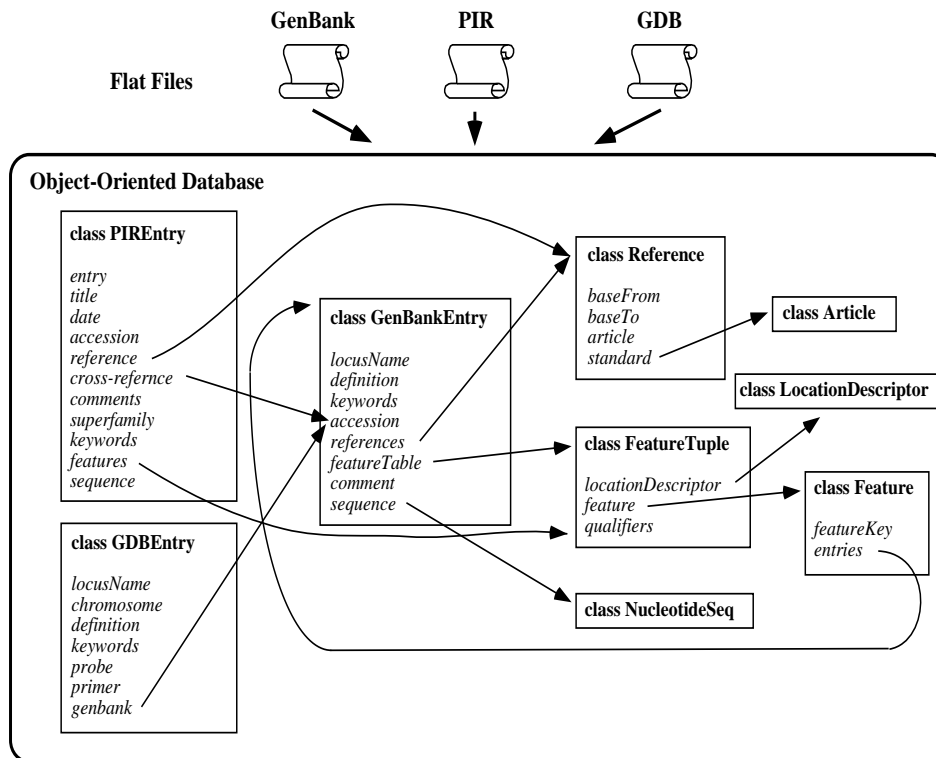 GenBank
PIR
GDB
Flat Files
Object-Oriented Database
class PIREntry
entry
title
date
accession
reference
cross-refernce
comments
superfamily
keywords
features
sequence
class GDBEntry
locusName
chromosome
definition
keywords
probe
primer
genbank
class GenBankEntry
locusName
definition
keywords
accession
references
featureTable
comment
sequence
class Reference
baseFrom
baseTo
article
standard
class Article
class LocationDescriptor
class FeatureTuple
locationDescriptor
feature
qualifiers
class Feature
featureKey
entries
class NucleotideSeq